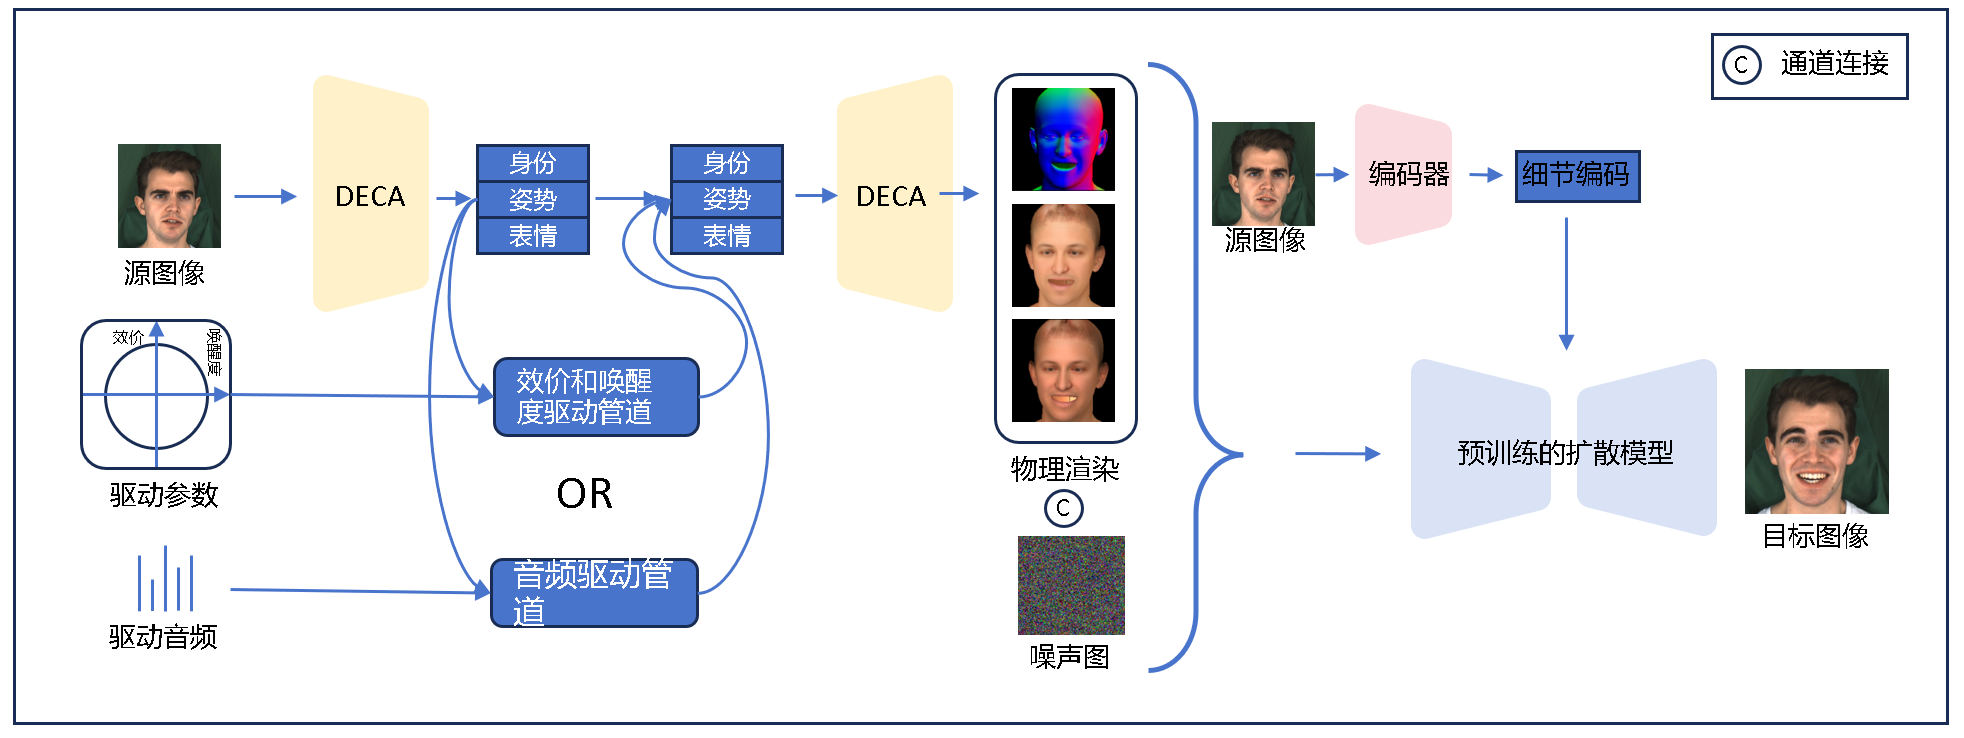 C 通道连接
源图像
DECA
身份
姿势
表情
身份
姿势
表情
DECA
源图像
编码器
细节编码
效价
唤醒度
驱动参数
效价和唤醒
度驱动管道
OR
音频驱动管
道
驱动音频
物理渲染
C
噪声图
预训练的扩散模型
目标图像